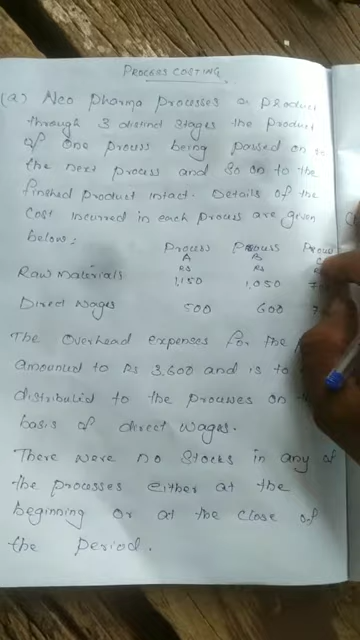 PROCESS COSTING
(a) Neo Pharma processes a product
through 3 distinct stages the product
of one process being passed on to
the next process and so on to the
finished product intact. Details of the
cost incurred in each process are given
below:
Process Process
A B
Rs Rs
Raw Materials 1,150 1,050
Direct Wages 500 600
The Overhead expenses for the
amounted to Rs 3,600 and is to
distributed to the processes on
basis of direct wages.
There were no stocks in any of
the processes either at the
beginning or at the close of
the period.